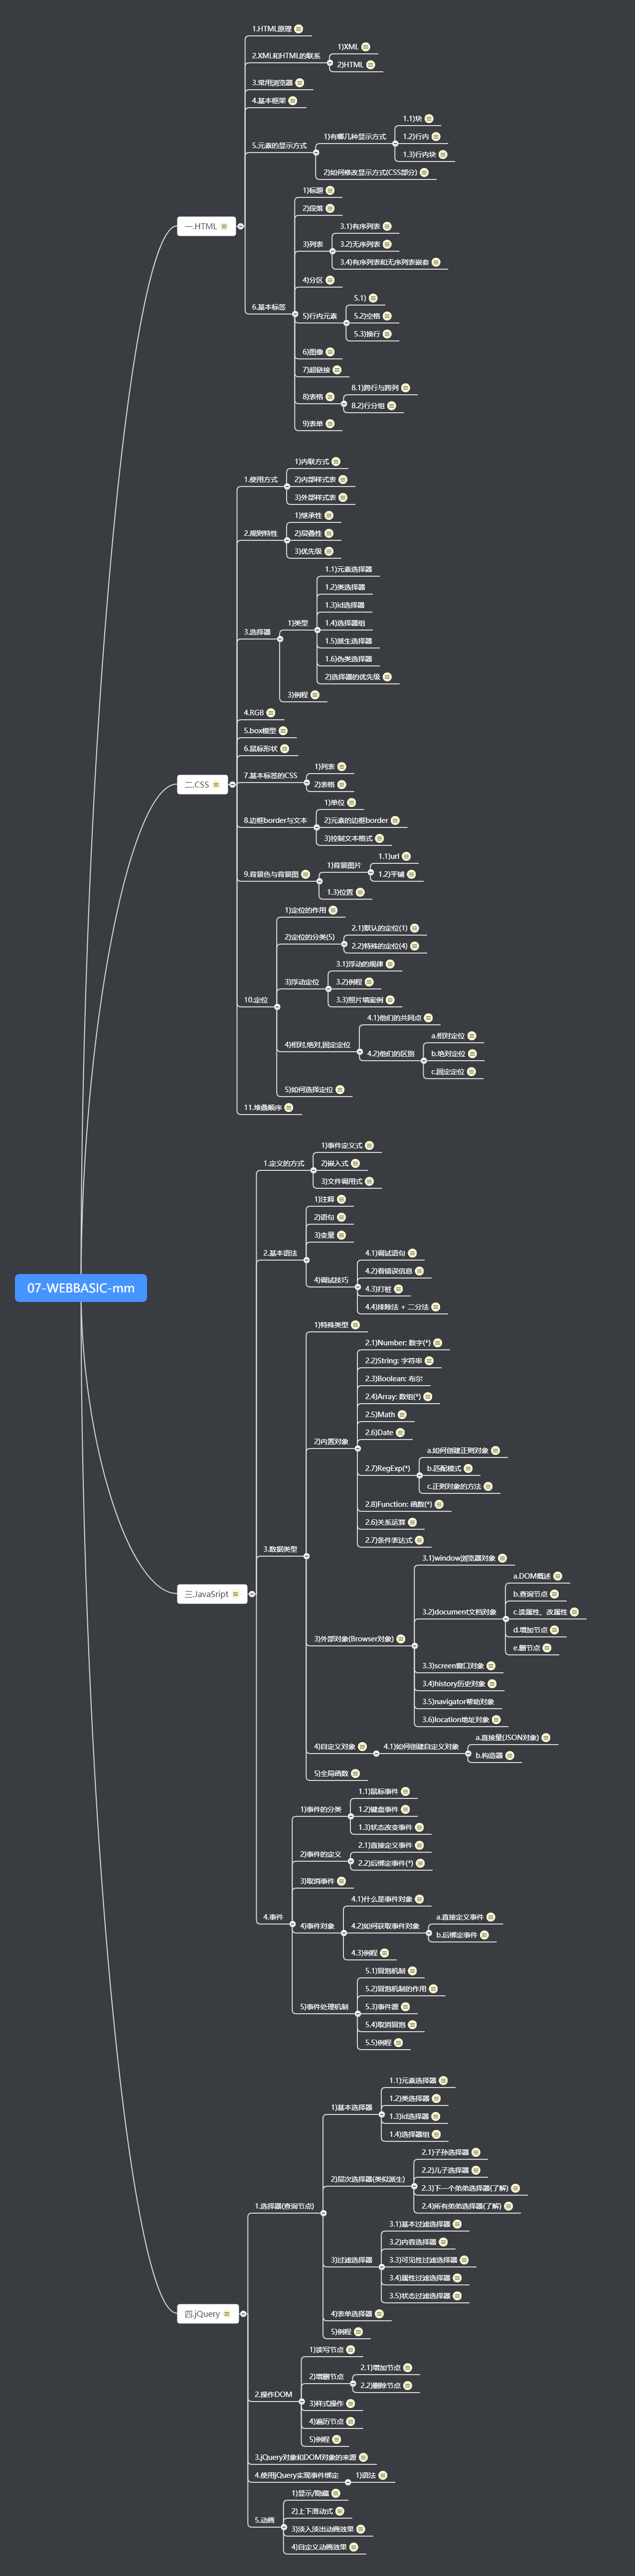 07-WEBBASIC-mm
一.HTML
1.HTML原理
2.XML和HTML的联系
1)XML
2)HTML
3.常用浏览器
4.基本框架
5.元素的显示方式
1)有哪几种显示方式
1.1)块
1.2)行内
1.3)行内块
2)如何修改显示方式(CSS部分)
6.基本标签
1)标题
2)段落
3)列表
3.1)有序列表
3.2)无序列表
3.4)有序列表和无序列表嵌套
4)分区
5)行内元素
5.1)
5.2)空格
5.3)换行
6)图像
7)超链接
8)表格
8.1)跨行与跨列
8.2)行分组
9)表单
二.CSS
1.使用方式
1)内联方式
2)内部样式表
3)外部样式表
2.规则特性
1)继承性
2)层叠性
3)优先级
3.选择器
1)类型
1.1)元素选择器
1.2)类选择器
1.3)id选择器
1.4)选择器组
1.5)派生选择器
1.6)伪类选择器
2)选择器的优先级
3)例程
4.RGB
5.box模型
6.鼠标形状
7.基本标签的CSS
1)列表
2)表格
8.边框border与文本
1)单位
2)元素的边框border
3)控制文本格式
9.背景色与背景图
1)背景图片
1.1)url
1.2)平铺
1.3)位置
10.定位
1)定位的作用
2)定位的分类(5)
2.1)默认的定位(1)
2.2)特殊的定位(4)
3)浮动定位
3.1)浮动的规律
3.2)例程
3.3)照片墙案例
4)相对,绝对,固定定位
4.1)他们的共同点
4.2)他们的区别
a.相对定位
b.绝对定位
c.固定定位
5)如何选择定位
11.堆叠顺序
三.JavaSript
1.定义的方式
1)事件定义式
2)嵌入式
3)文件调用式
2.基本语法
1)注释
2)语句
3)变量
4)调试技巧
4.1)调试语句
4.2)看错误信息
4.3)打桩
4.4)排除法 + 二分法
3.数据类型
1)特殊类型
2)内置对象
2.1)Number: 数字(*)
2.2)String: 字符串
2.3)Boolean: 布尔
2.4)Array: 数组(*)
2.5)Math
2.6)Date
2.7)RegExp(*)
a.如何创建正则对象
b.匹配模式
c.正则对象的方法
2.8)Function: 函数(*)
2.6)关系运算
2.7)条件表达式
3)外部对象(Browser对象)
3.1)window浏览器对象
3.2)document文档对象
a.DOM概述
b.查询节点
c.读属性、改属性
d.增加节点
e.删节点
3.3)screen窗口对象
3.4)history历史对象
3.5)navigator帮助对象
3.6)location地址对象
4)自定义对象
4.1)如何创建自定义对象
a.直接量(JSON对象)
b.构造器
5)全局函数
4.事件
1)事件的分类
1.1)鼠标事件
1.2)键盘事件
1.3)状态改变事件
2)事件的定义
2.1)直接定义事件
2.2)后绑定事件(*)
3)取消事件
4)事件对象
4.1)什么是事件对象
4.2)如何获取事件对象
a.直接定义事件
b.后绑定事件
4.3)例程
5)事件处理机制
5.1)冒泡机制
5.2)冒泡机制的作用
5.3)事件源
5.4)取消冒泡
5.5)例程
四.jQuery
1.选择器(查询节点)
1)基本选择器
1.1)元素选择器
1.2)类选择器
1.3)id选择器
1.4)选择器组
2)层次选择器(类似派生)
2.1)子孙选择器
2.2)儿子选择器
2.3)下一个弟弟选择器(了解)
2.4)所有弟弟选择器(了解)
3)过滤选择器
3.1)基本过滤选择器
3.2)内容选择器
3.3)可见性过滤选择器
3.4)属性过滤选择器
3.5)状态过滤选择器
4)表单选择器
5)例程
2.操作DOM
1)读写节点
2)增删节点
2.1)增加节点
2.2)删除节点
3)样式操作
4)遍历节点
5)例程
3.jQuery对象和DOM对象的来源
4.使用jQuery实现事件绑定
1)语法
5.动画
1)显示/隐藏
2)上下滑动式
3)淡入淡出动画效果
4)自定义动画效果